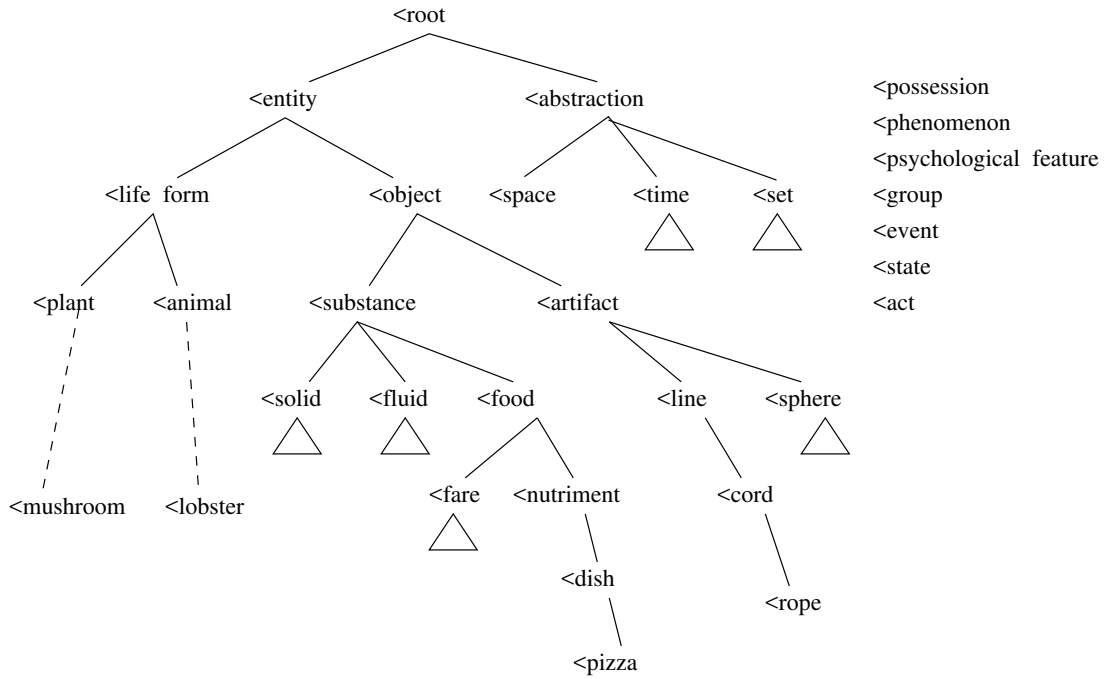 <root
<entity
<abstraction
<possession
<phenomenon
<psychological feature
<group
<event
<state
<act
<life form
<object
<space
<time
<set
<plant
<animal
<substance
<artifact
<solid
<fluid
<food
<line
<sphere
<mushroom
<lobster
<fare
<nutriment
<cord
<dish
<rope
<pizza